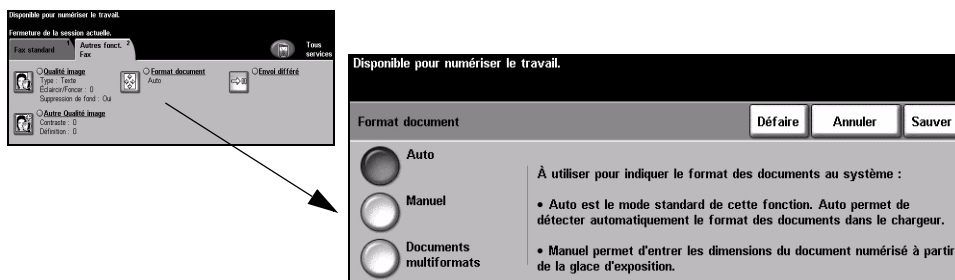 Disponible pour numériser le travail.
Fermeture de la session actuelle.
Fax standard 1
Autres fonct. 2
Fax
Tous
services
Qualité image
Type : Texte
Éclaircir/Foncer : 0
Suppression de fond : Oui
Format document
Auto
Envoi différé
Autre Qualité image
Contraste : 0
Définition : 0
Disponible pour numériser le travail.
Format document
Défaire
Annuler
Sauver
Auto
Manuel
Documents
multiformats
À utiliser pour indiquer le format des documents au système :
• Auto est le mode standard de cette fonction. Auto permet de
détecter automatiquement le format des documents dans le chargeur.
• Manuel permet d'entrer les dimensions du document numérisé à partir
de la glace d'exposition.